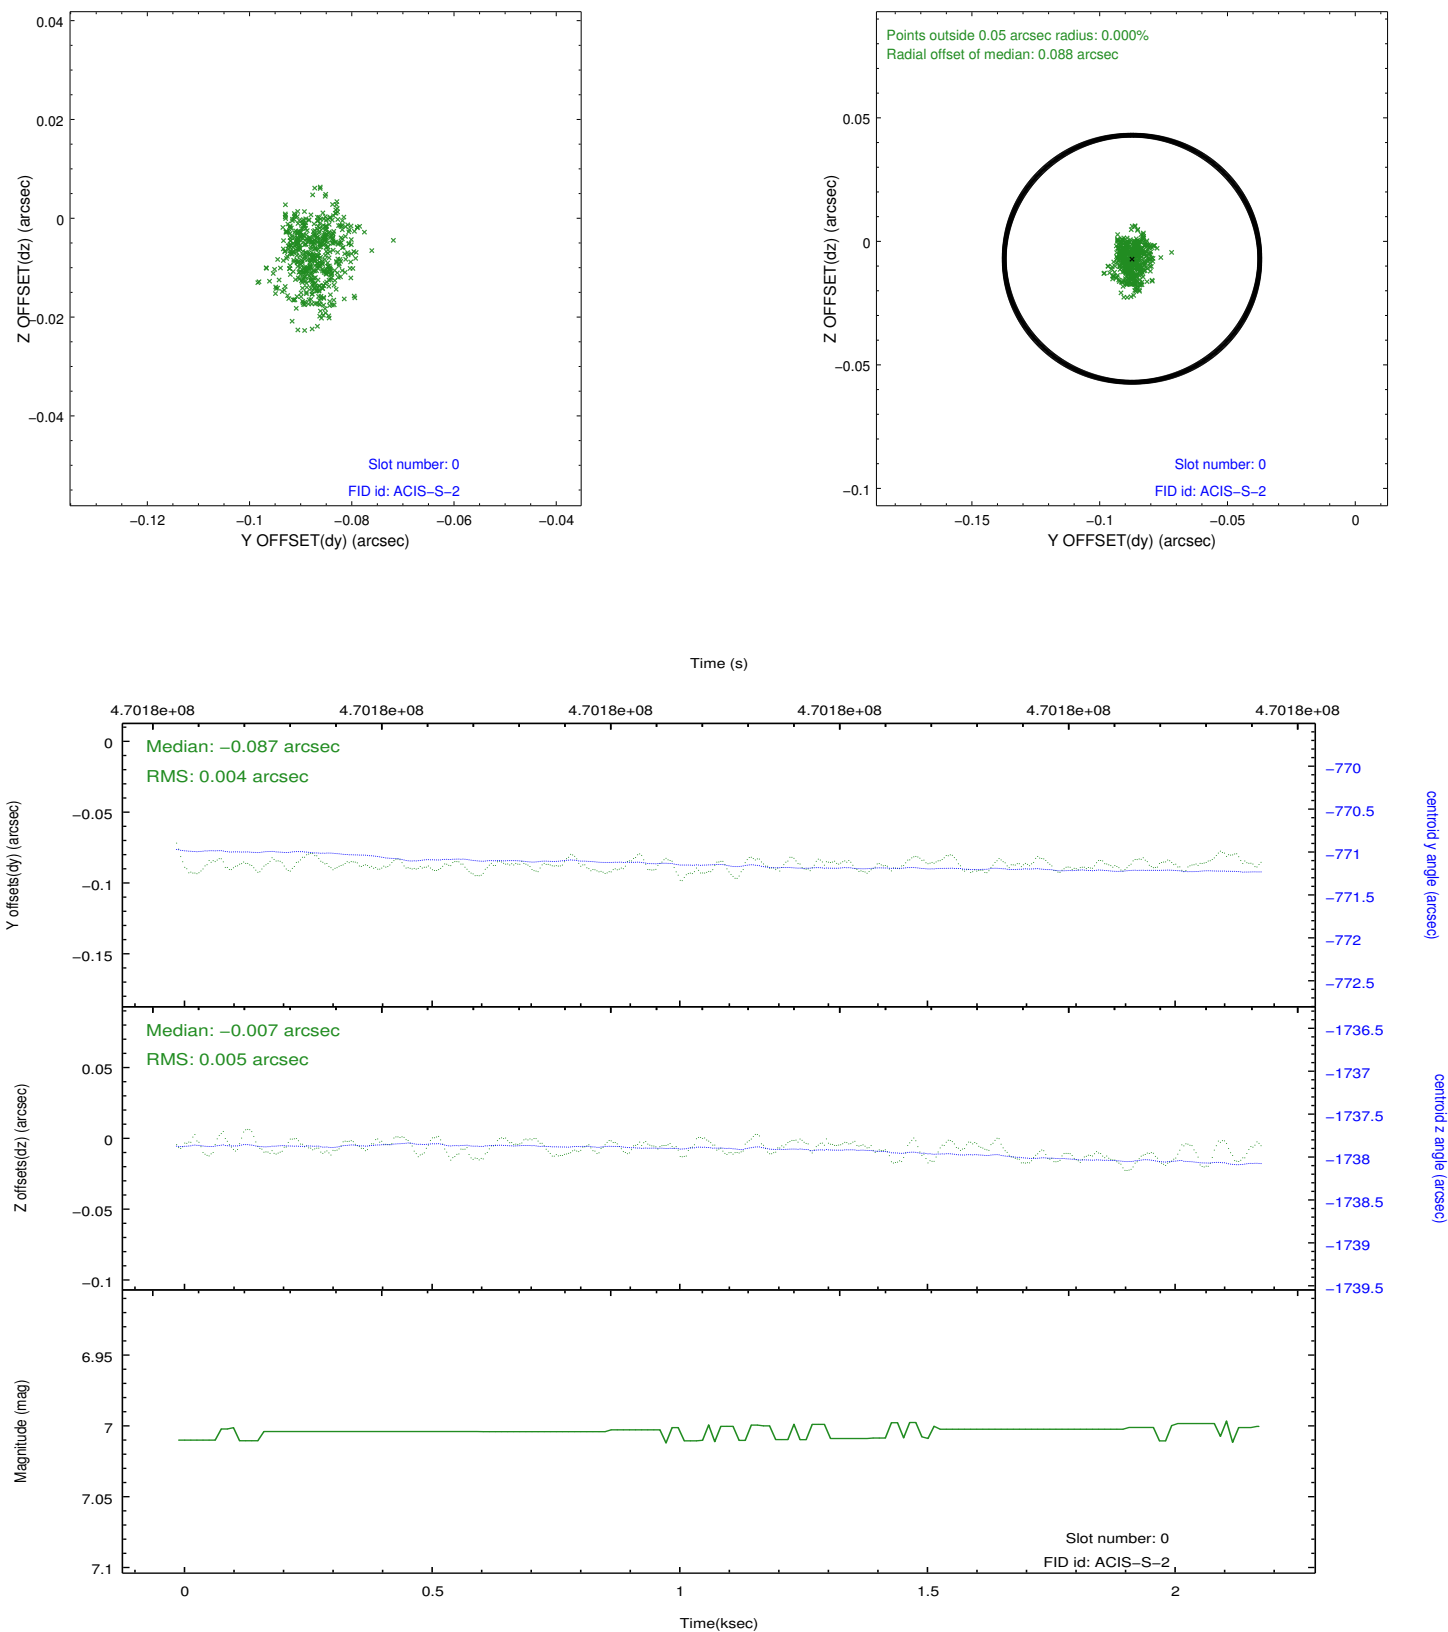 0.04
0.02
0
−0.02
−0.04
Z OFFSET(dz) (arcsec)
Slot number: 0
FID id: ACIS−S−2
−0.12 −0.1 −0.08 −0.06 −0.04
Y OFFSET(dy) (arcsec)
Points outside 0.05 arcsec radius: 0.000%
Radial offset of median: 0.088 arcsec
0.05
0
−0.05
−0.1
Z OFFSET(dz) (arcsec)
Slot number: 0
FID id: ACIS−S−2
−0.15 −0.1 −0.05 0
Y OFFSET(dy) (arcsec)
Time (s)
4.7018e+08 4.7018e+08 4.7018e+08 4.7018e+08 4.7018e+08 4.7018e+08
Median: −0.087 arcsec
RMS: 0.004 arcsec
0
−0.05
−0.1
−0.15
Y offsets(dy) (arcsec)
−770
−770.5
−771
−771.5
−772
−772.5
centroid y angle (arcsec)
Median: −0.007 arcsec
RMS: 0.005 arcsec
0.05
0
−0.05
−0.1
Z offsets(dz) (arcsec)
−1736.5
−1737
−1737.5
−1738
−1738.5
−1739
−1739.5
centroid z angle (arcsec)
6.95
7
7.05
7.1
Magnitude (mag)
Slot number: 0
FID id: ACIS−S−2
0 0.5 1 1.5 2
Time(ksec)